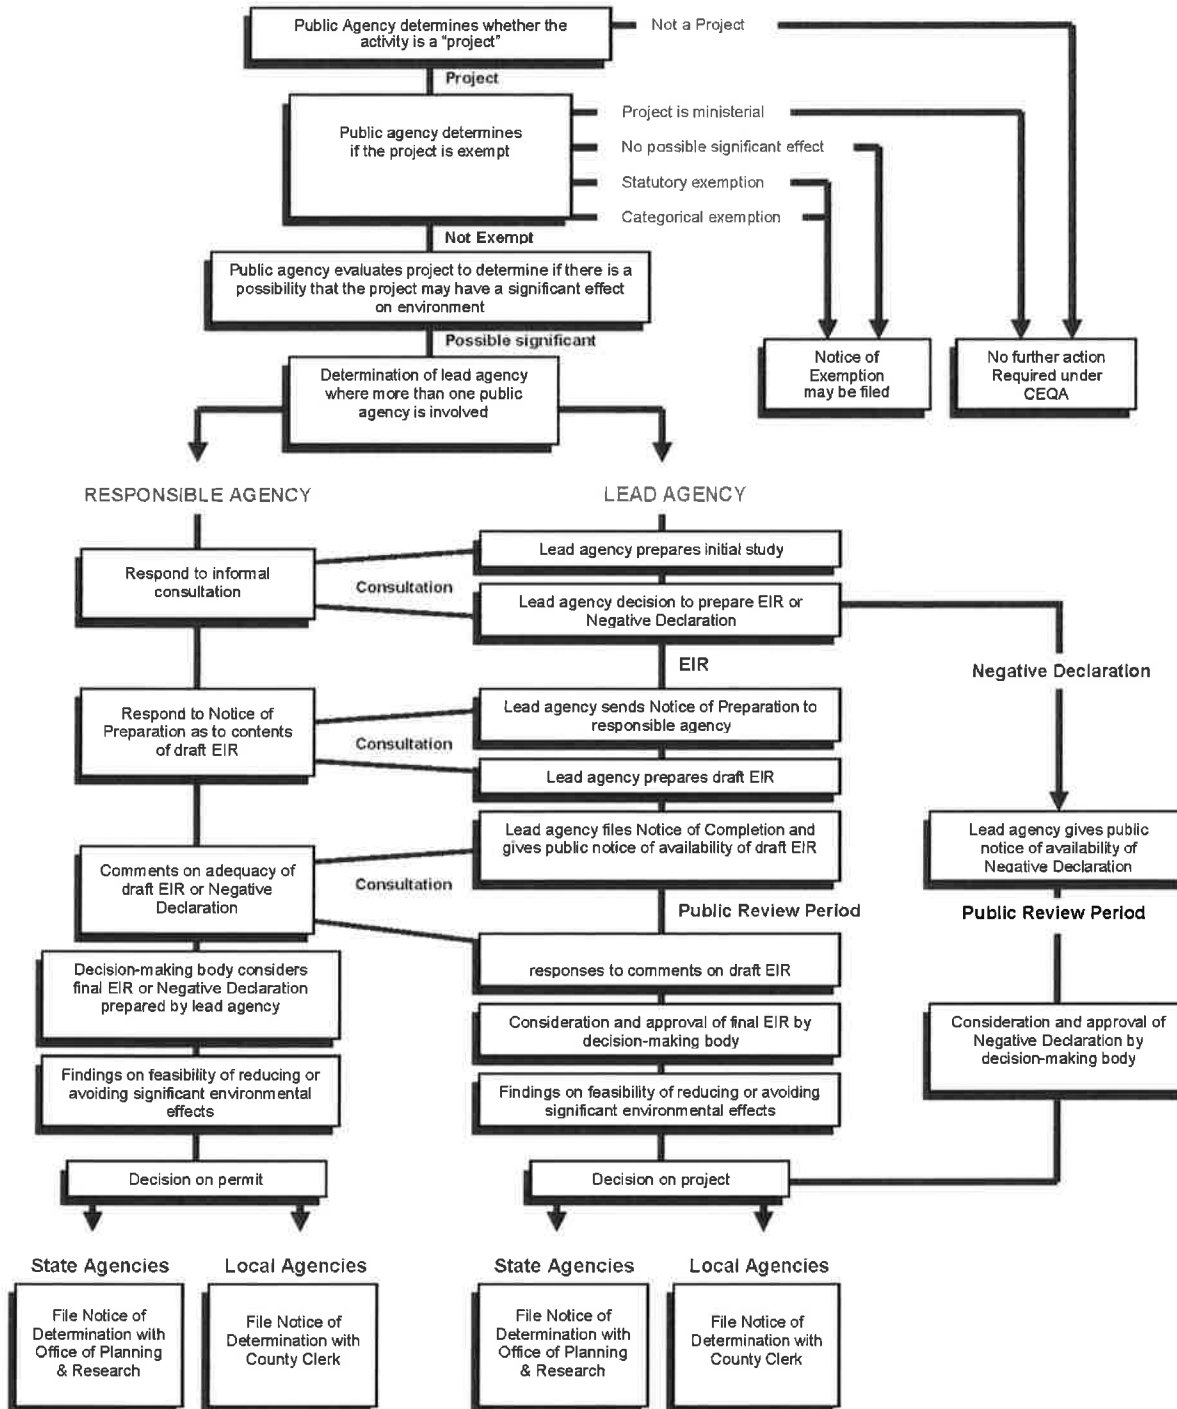 Public Agency determines whether the
activity is a “project”
Not a Project
Project
Public agency determines
if the project is exempt
Project is ministerial
No possible significant effect
Statutory exemption
Categorical exemption
Not Exempt
Public agency evaluates project to determine if there is a
possibility that the project may have a significant effect
on environment
Possible significant
Determination of lead agency
where more than one public
agency is involved
Notice of
Exemption
may be filed
No further action
Required under
CEQA
RESPONSIBLE AGENCY
LEAD AGENCY
Respond to informal
consultation
Consultation
Lead agency prepares initial study
Lead agency decision to prepare EIR or
Negative Declaration
EIR
Negative Declaration
Respond to Notice of
Preparation as to contents
of draft EIR
Consultation
Lead agency sends Notice of Preparation to
responsible agency
Lead agency prepares draft EIR
Lead agency files Notice of Completion and
gives public notice of availability of draft EIR
Lead agency gives public
notice of availability of
Negative Declaration
Comments on adequacy of
draft EIR or Negative
Declaration
Consultation
Public Review Period
Public Review Period
responses to comments on draft EIR
Decision-making body considers
final EIR or Negative Declaration
prepared by lead agency
Consideration and approval of final EIR by
decision-making body
Consideration and approval of
Negative Declaration by
decision-making body
Findings on feasibility of reducing or
avoiding significant environmental
effects
Findings on feasibility of reducing or avoiding
significant environmental effects
Decision on permit
Decision on project
State Agencies
Local Agencies
State Agencies
Local Agencies
File Notice of
Determination with
Office of Planning
& Research
File Notice of
Determination with
County Clerk
File Notice of
Determination with
Office of Planning
& Research
File Notice of
Determination with
County Clerk